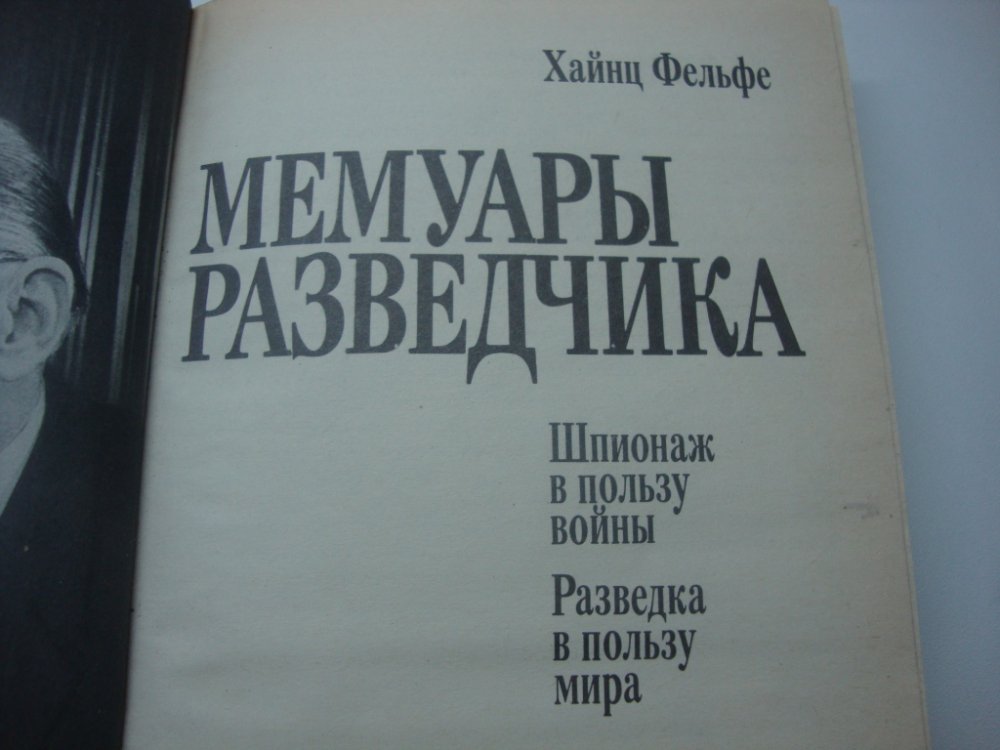 Хайнц Фельфе
МЕМУАРЫ
РАЗВЕДЧИКА
Шпионаж
в пользу
войны
Разведка
в пользу
мира